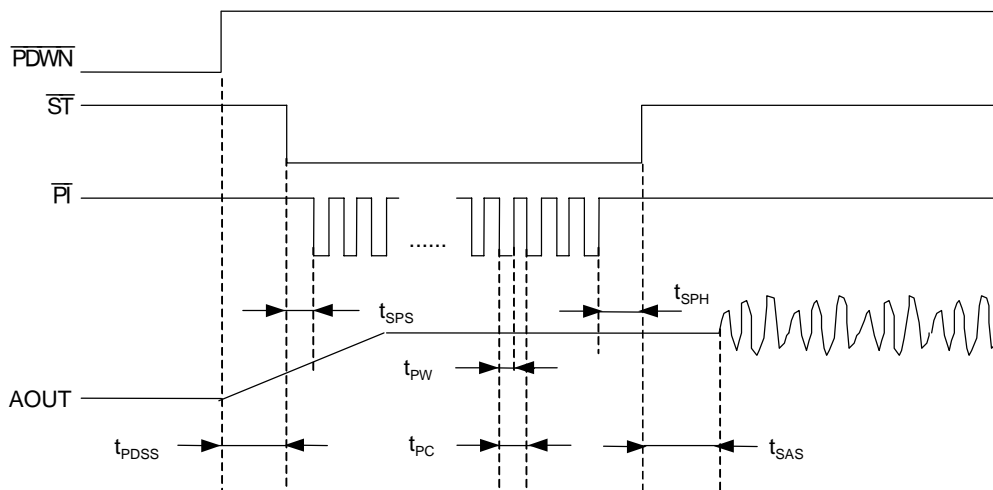 PDWN
ST
PI
......
tSPS
tSPH
tPW
AOUT
tPDSS
tPC
tSAS